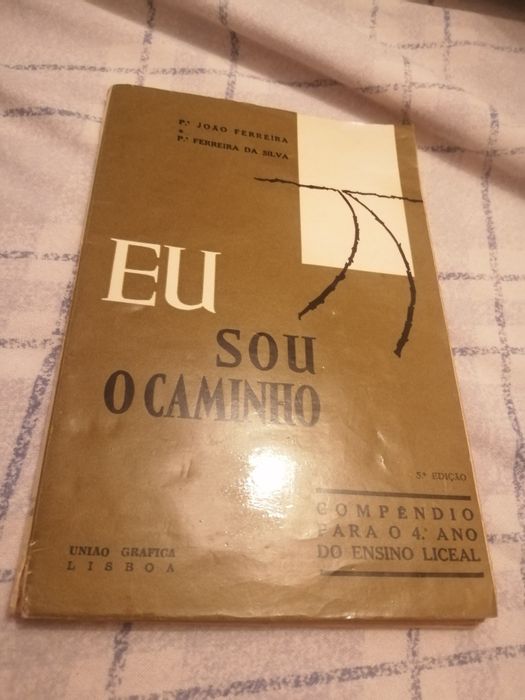 P.ᵉ JOÃO FERREIRA
e
P.ᵉ FERREIRA DA SILVA
EU
SOU
O CAMINHO
5.ª EDIÇÃO
COMPÊNDIO
PARA O 4.º ANO
DO ENSINO LICEAL
UNIÃO GRÁFICA
LISBOA